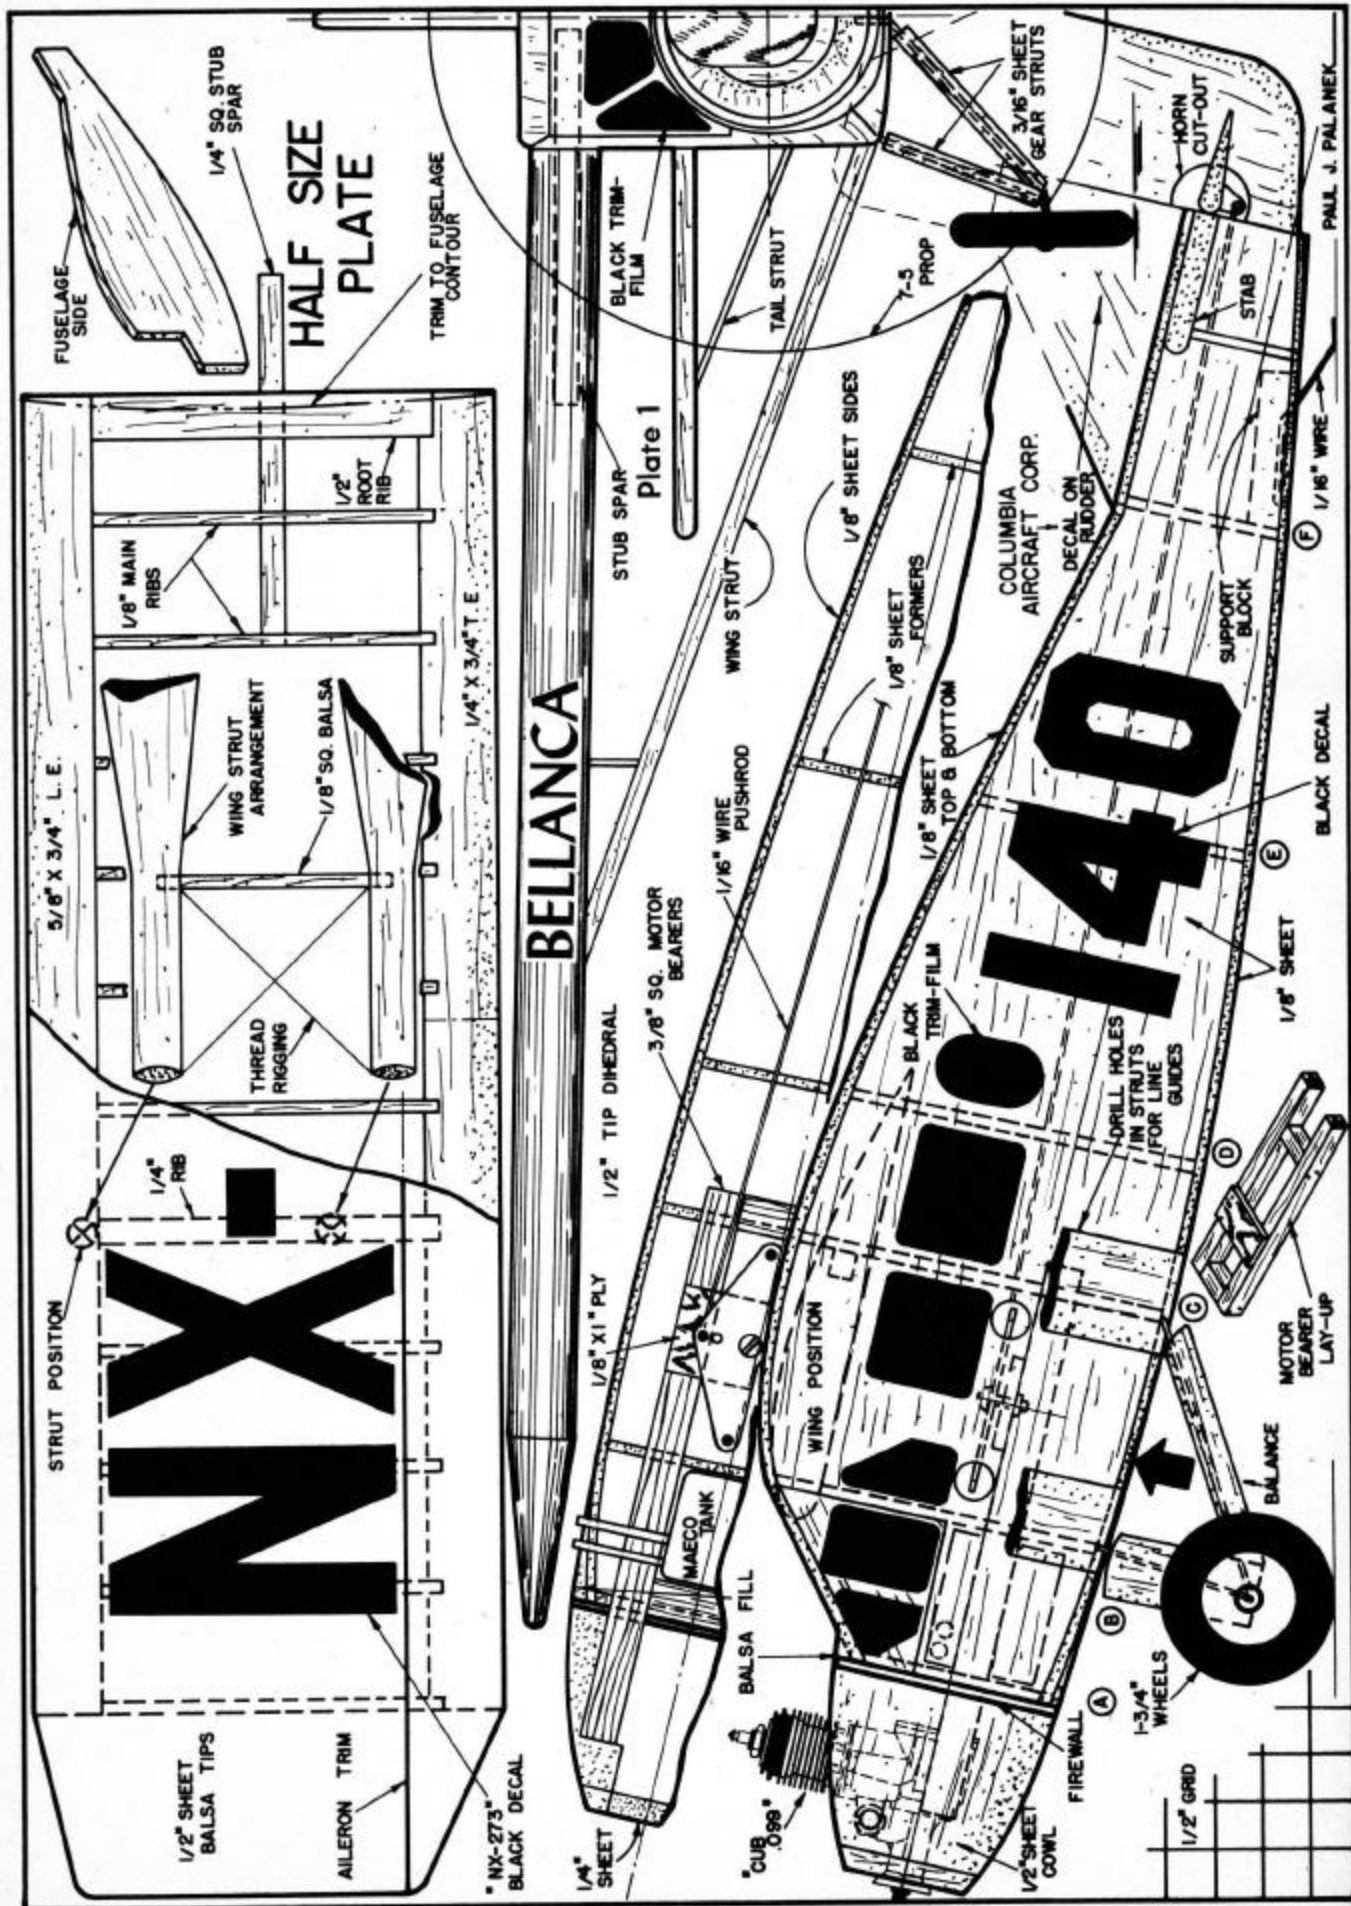 FUSELAGE
SIDE
1/4" SQ. STUB
SPAR
HALF SIZE
PLATE
TRIM TO FUSELAGE
CONTOUR
1/2"
ROOT
RIB
1/8" MAIN
RIBS
5/8" X 3/4" L. E.
WING STRUT
ARRANGEMENT
1/8" SQ. BALSA
1/4" X 3/4" T. E.
THREAD
RIGGING
STRUT POSITION
1/4"
RIB
NX
1/2" SHEET
BALSA TIPS
AILERON TRIM
"NX-273"
BLACK DECAL
BELLANCA
STUB SPAR
Plate 1
BLACK TRIM-
FILM
TAIL STRUT
7-5
PROP
3/16" SHEET
GEAR STRUTS
WING STRUT
1/2" TIP DIHEDRAL
3/8" SQ. MOTOR
BEARERS
1/16" WIRE
PUSHROD
1/8" SHEET SIDES
1/8" SHEET
FORMERS
1/8" X 1" PLY
MAECO
TANK
1/4"
SHEET
HORN
CUT-OUT
STAB
COLUMBIA
AIRCRAFT CORP.
DECAL ON
RUDDER
1/8" SHEET
TOP & BOTTOM
BLACK
TRIM-FILM
WING POSITION
BALSA FILL
"CUB
.099"
1/2" SHEET
COWL
FIREWALL
140
DRILL HOLES
IN STRUTS
FOR LINE
GUIDES
SUPPORT
BLOCK
1/16" WIRE
BLACK DECAL
1/8" SHEET
A
B
C
D
E
F
MOTOR
BEARER
LAY-UP
BALANCE
1-3/4"
WHEELS
1/2" GRID
PAUL J. PALANEK